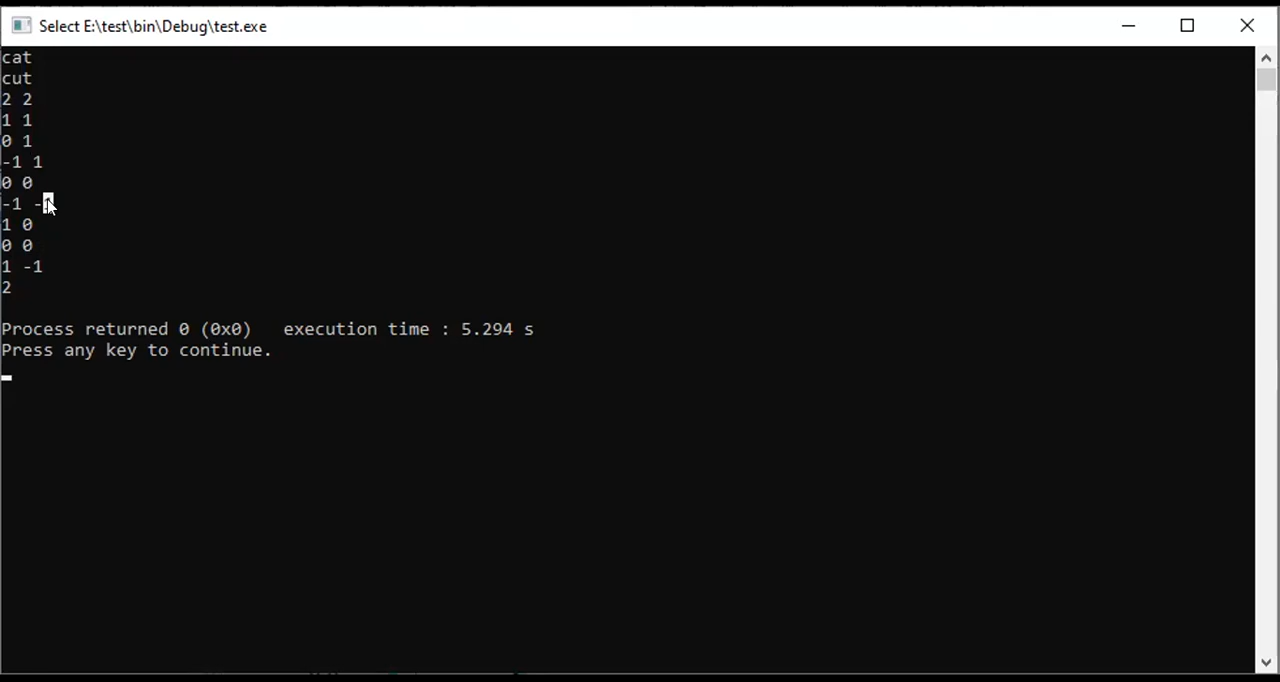 Select E:\test\bin\Debug\test.exe
cat
cut
2 2
1 1
0 1
-1 1
0 0
-1 -1
1 0
0 0
1 -1
2
Process returned 0 (0x0)   execution time : 5.294 s
Press any key to continue.